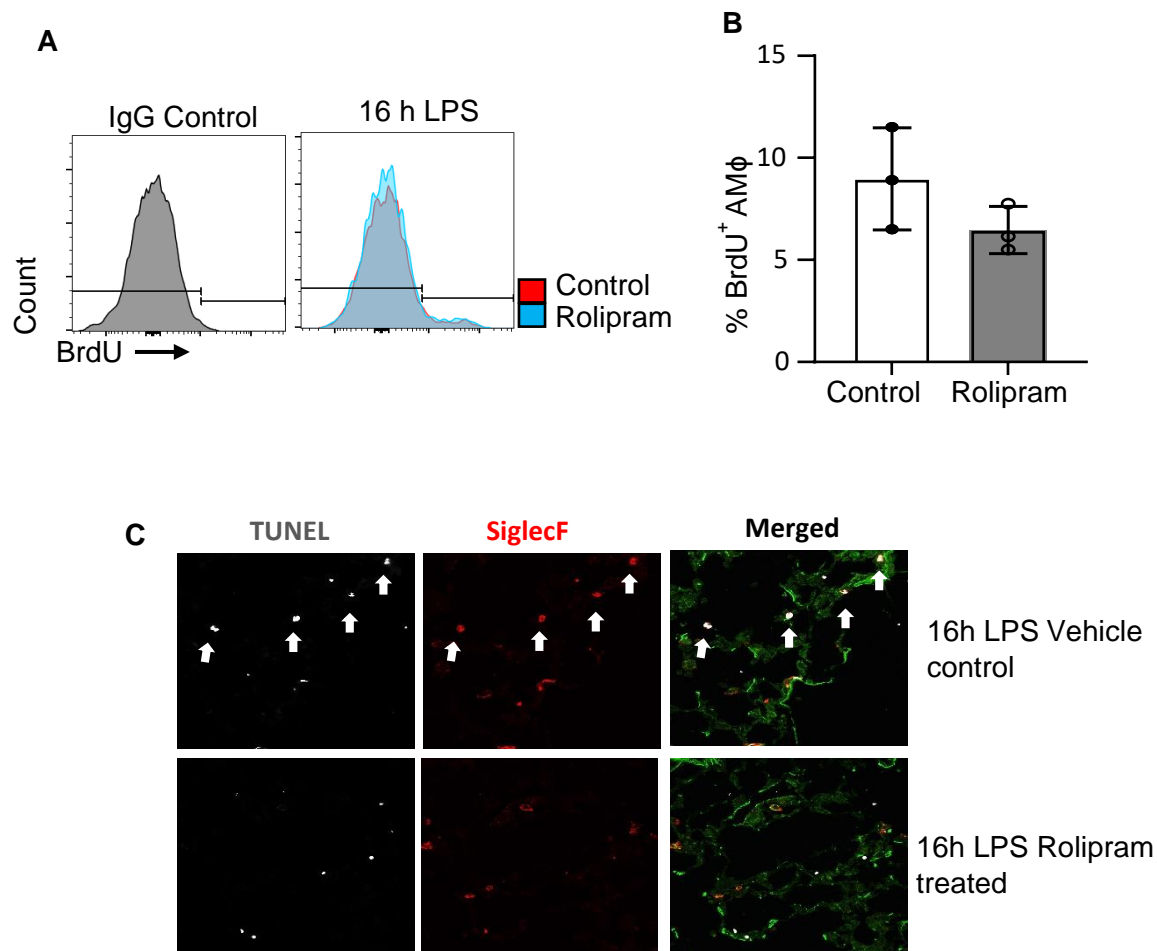 A
IgG Control
16 h LPS
Count
BrdU
Control
Rolipram
B
% BrdU+ AMϕ
15
10
5
0
Control
Rolipram
C
TUNEL
SiglecF
Merged
16h LPS Vehicle
control
16h LPS Rolipram
treated